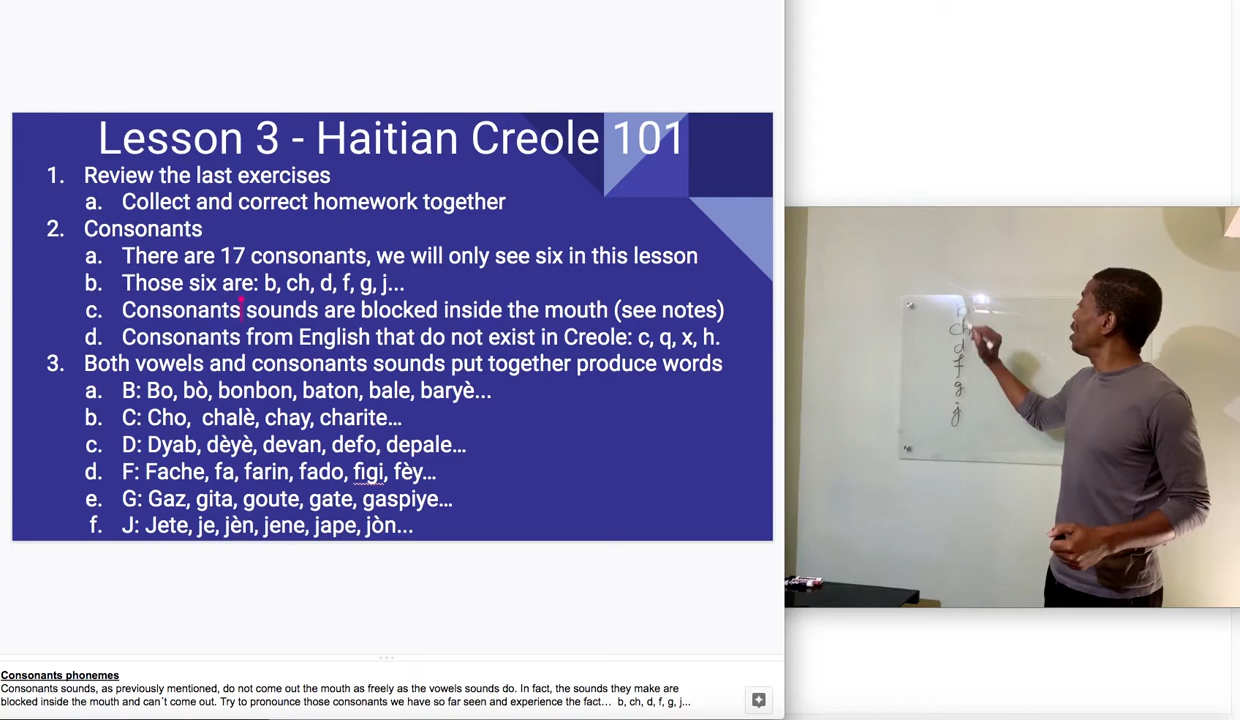 Lesson 3 - Haitian Creole 101
1. Review the last exercises
a. Collect and correct homework together
2. Consonants
a. There are 17 consonants, we will only see six in this lesson
b. Those six are: b, ch, d, f, g, j...
c. Consonants sounds are blocked inside the mouth (see notes)
d. Consonants from English that do not exist in Creole: c, q, x, h.
3. Both vowels and consonants sounds put together produce words
a. B: Bo, bò, bonbon, baton, bale, baryè...
b. C: Cho, chalè, chay, charite...
c. D: Dyab, dèyè, devan, defo, depale...
d. F: Fache, fa, farin, fado, figi, fèy...
e. G: Gaz, gita, goute, gate, gaspiye...
f. J: Jete, je, jèn, jene, jape, jòn...
Consonants phonemes
Consonants sounds, as previously mentioned, do not come out the mouth as freely as the vowels sounds do. In fact, the sounds they make are
blocked inside the mouth and can´t come out. Try to pronounce those consonants we have so far seen and experience the fact... b, ch, d, f, g, j...
b
ch
d
f
g
j